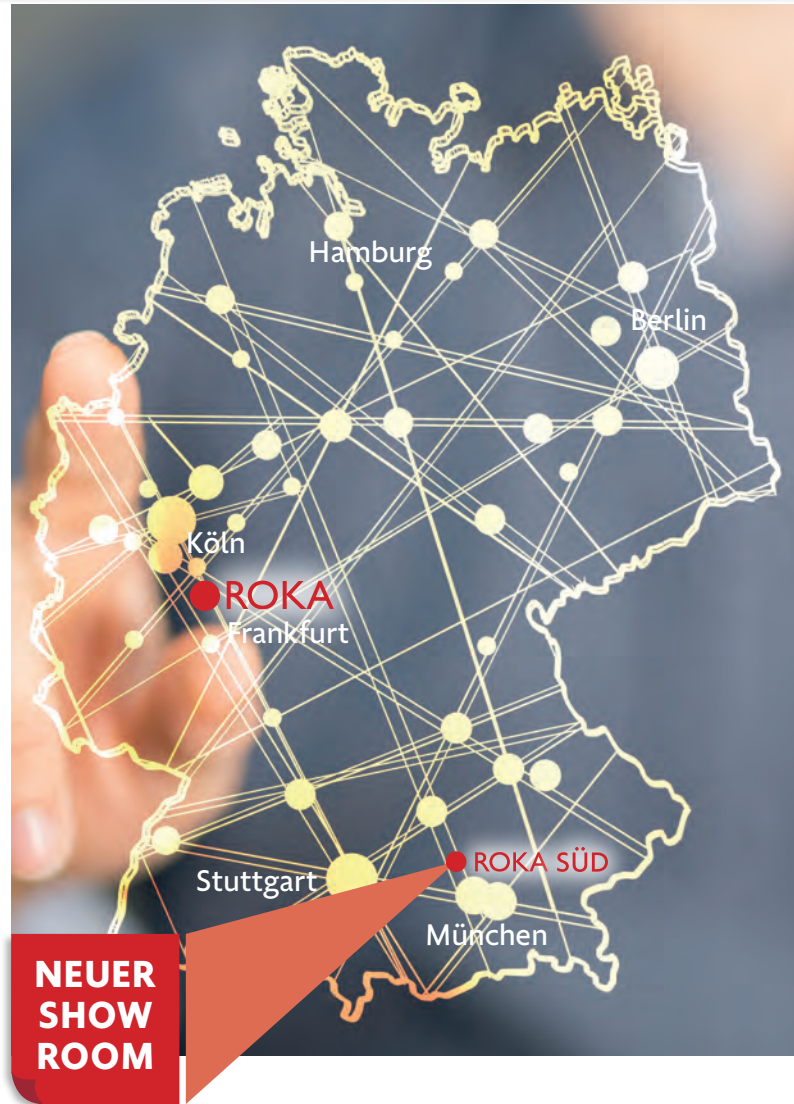 Hamburg
Berlin
Köln
ROKA
Frankfurt
ROKA SÜD
Stuttgart
München
NEUER
SHOW
ROOM